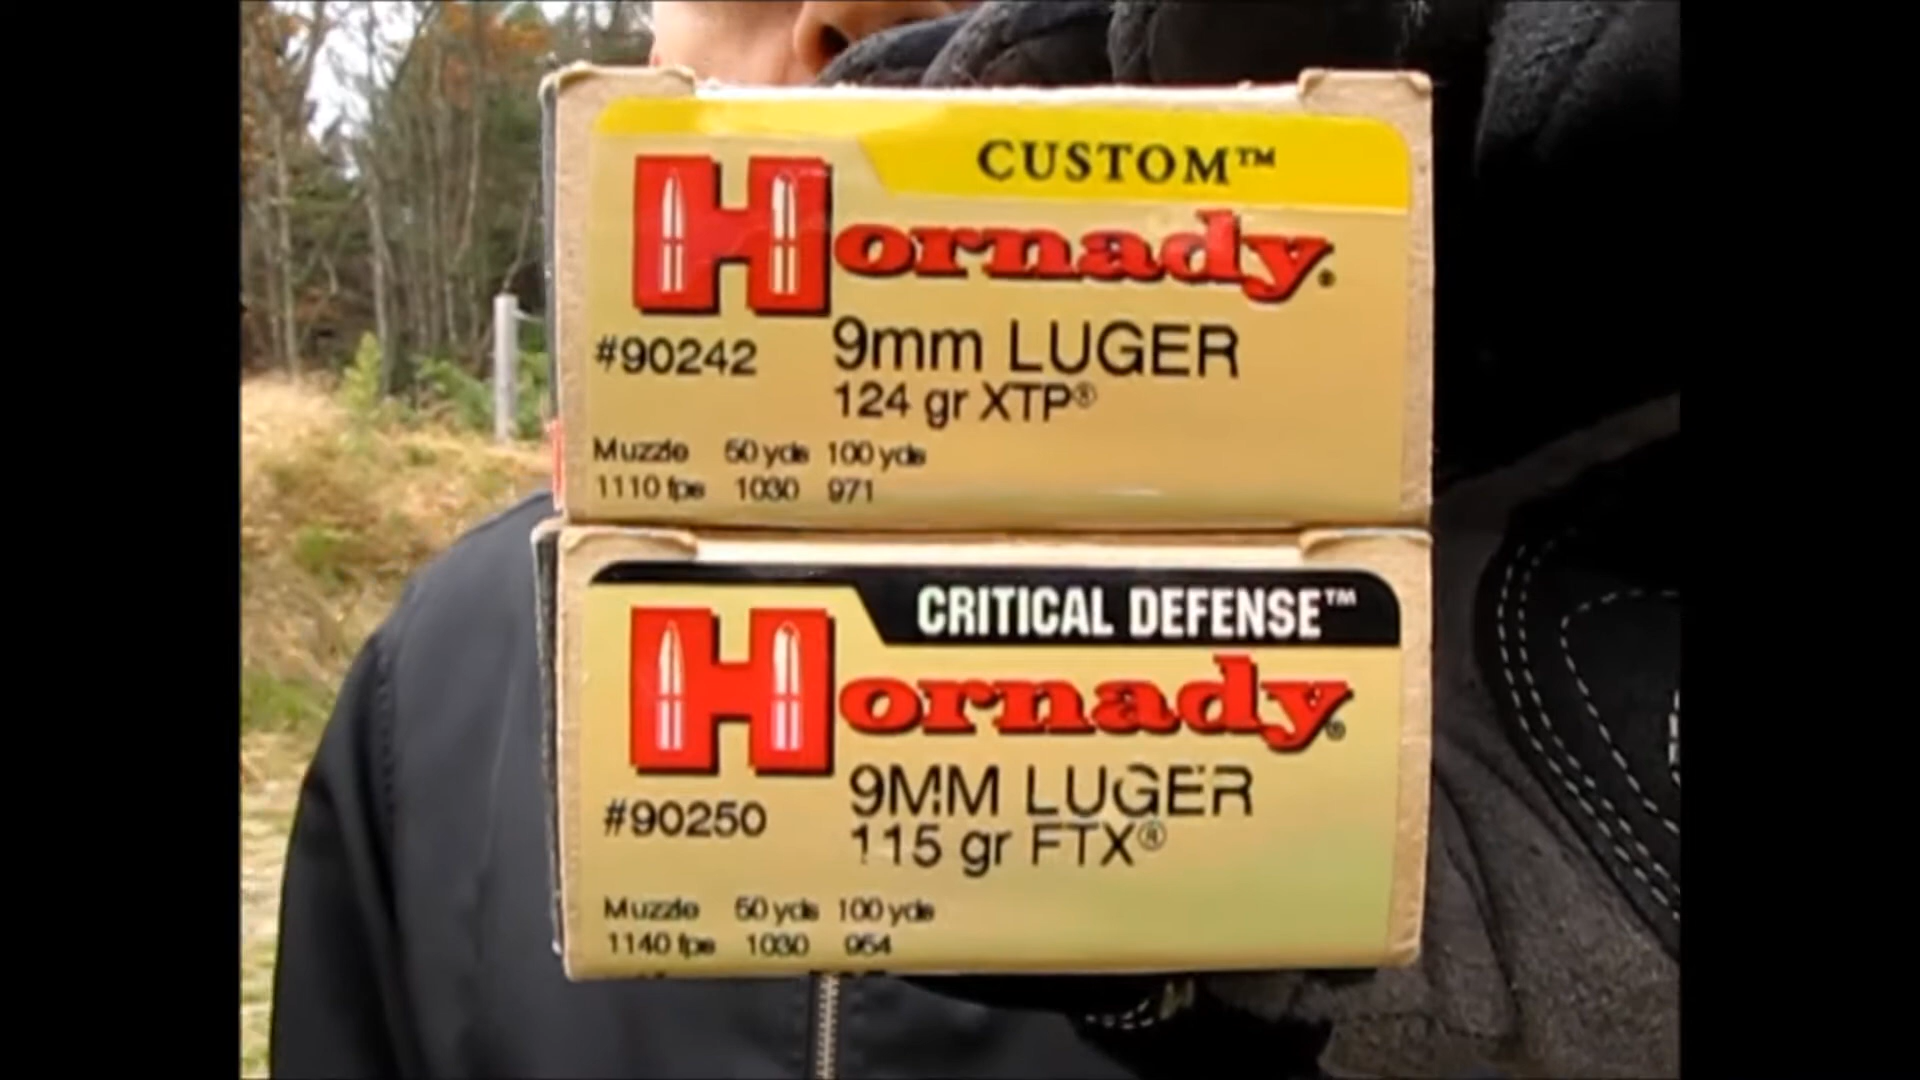 CUSTOM™
Hornady®
#90242 9mm LUGER
124 gr XTP®
Muzzle 50 yds 100 yds
1110 fps 1030 971
CRITICAL DEFENSE™
Hornady®
#90250 9MM LUGER
115 gr FTX®
Muzzle 50 yds 100 yds
1140 fps 1030 964